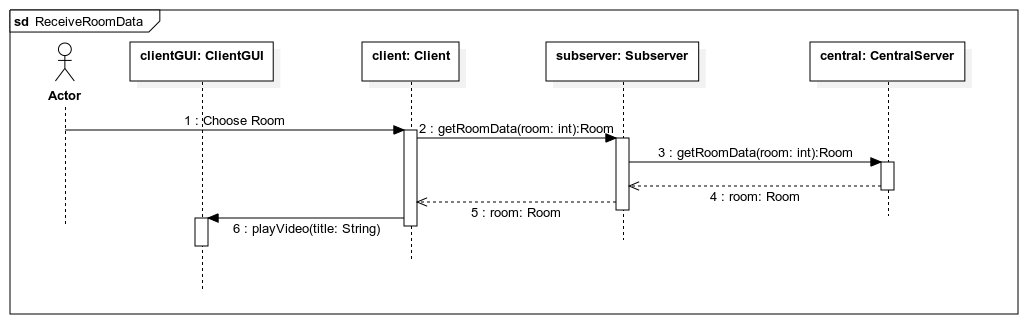 sd ReceiveRoomData
clientGUI: ClientGUI
client: Client
subserver: Subserver
central: CentralServer
Actor
1 : Choose Room
2 : getRoomData(room: int):Room
3 : getRoomData(room: int):Room
4 : room: Room
5 : room: Room
6 : playVideo(title: String)